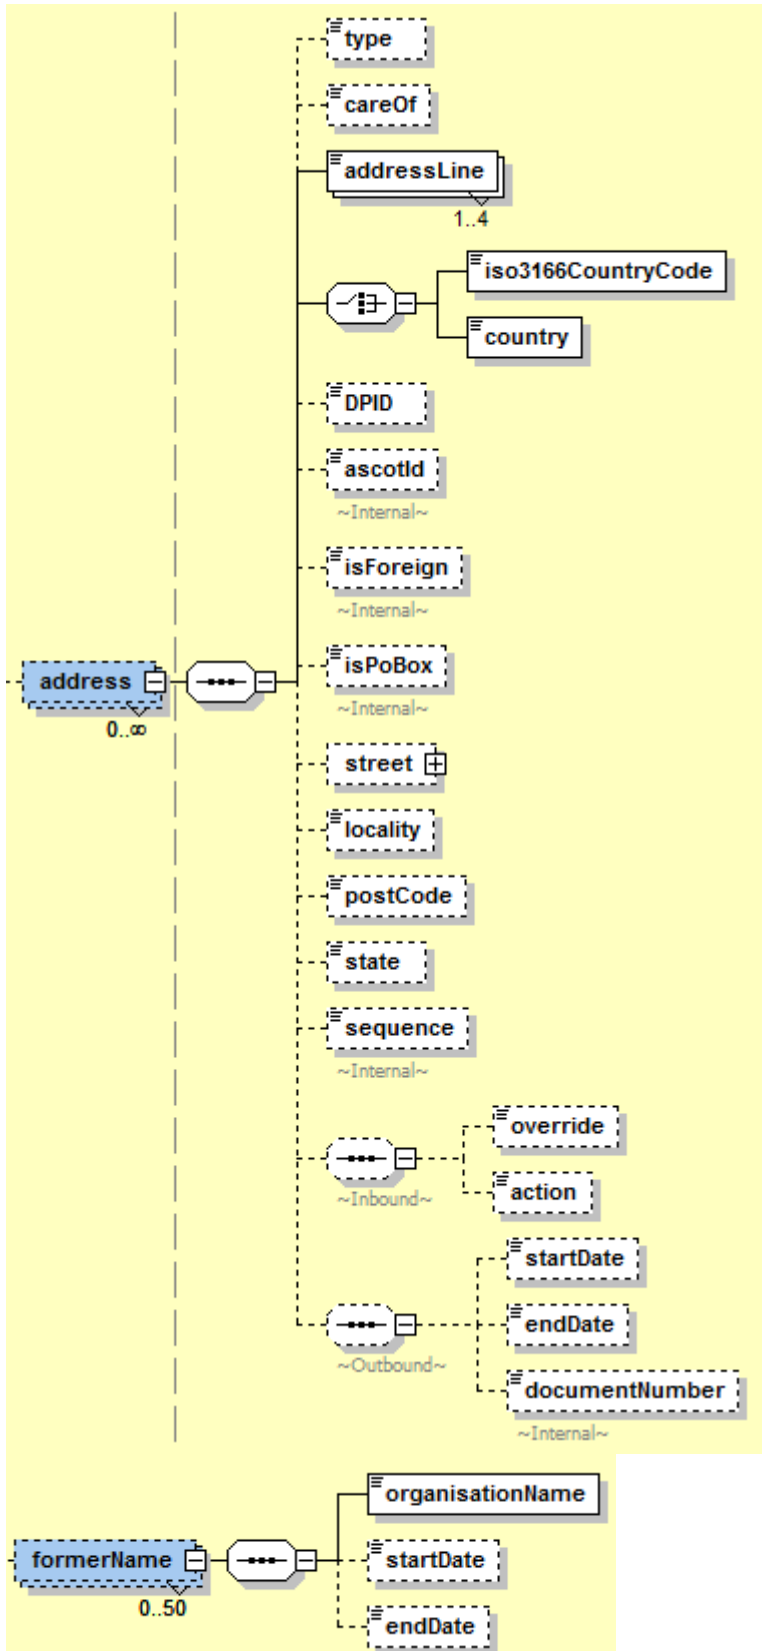 type
careOf
addressLine
1..4
iso3166CountryCode
country
DPID
ascotId
~Internal~
isForeign
~Internal~
isPoBox
~Internal~
address
0..∞
street
locality
postCode
state
sequence
~Internal~
override
action
~Inbound~
startDate
endDate
~Outbound~
documentNumber
~Internal~
organisationName
formerName
0..50
startDate
endDate